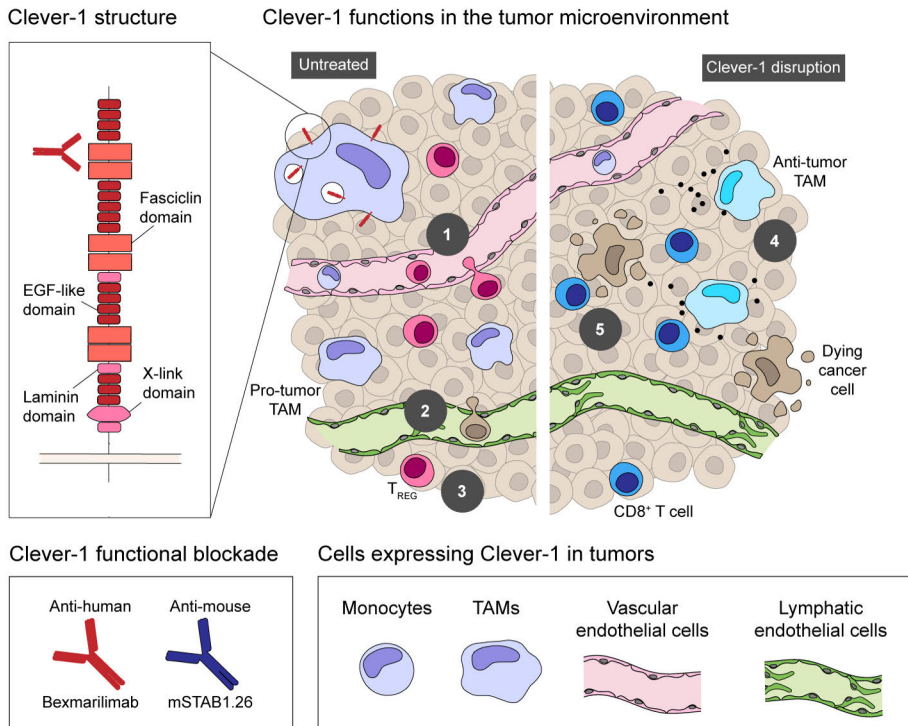 Clever-1 structure
Clever-1 functions in the tumor microenvironment
Fasciclin
domain
EGF-like
domain
Laminin
domain
X-link
domain
Untreated
Clever-1 disruption
1
2
3
4
5
Pro-tumor
TAM
T_REG
Anti-tumor
TAM
Dying
cancer
cell
CD8⁺ T cell
Clever-1 functional blockade
Anti-human
Anti-mouse
Bexmarilimab
mSTAB1.26
Cells expressing Clever-1 in tumors
Monocytes
TAMs
Vascular
endothelial cells
Lymphatic
endothelial cells